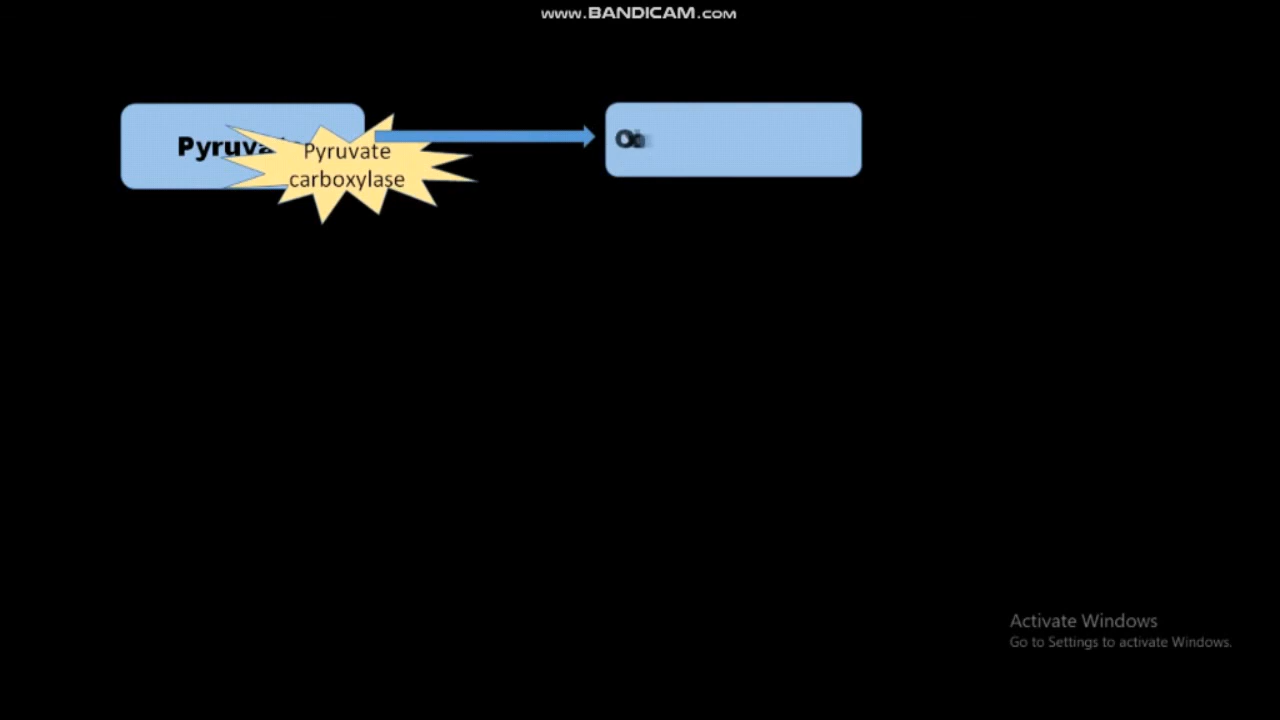 www.BANDICAM.com
Pyruvate
carboxylase
Activate Windows
Go to Settings to activate Windows.